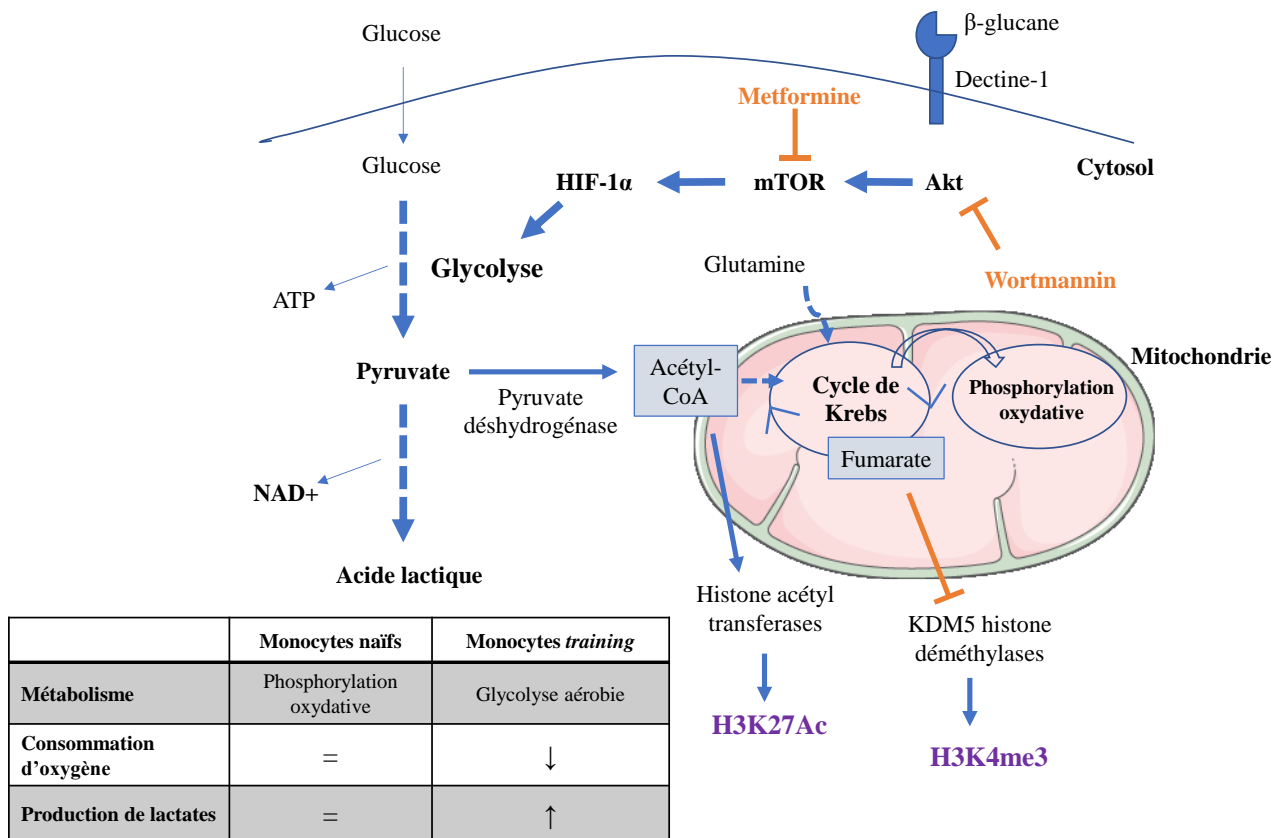 Glucose
β-glucane
Dectine-1
Metformine
Glucose
HIF-1α
mTOR
Akt
Cytosol
Glycolyse
Glutamine
Wortmannin
ATP
Mitochondrie
Pyruvate
Pyruvate
déshydrogénase
Acétyl-
CoA
Cycle de
Krebs
Phosphorylation
oxydative
Fumarate
NAD+
Acide lactique
Histone acétyl
transferases
KDM5 histone
déméthylases
H3K27Ac
H3K4me3
Monocytes naïfs Monocytes training
Métabolisme Phosphorylation
oxydative Glycolyse aérobie
Consommation
d'oxygène = ↓
Production de lactates = ↑